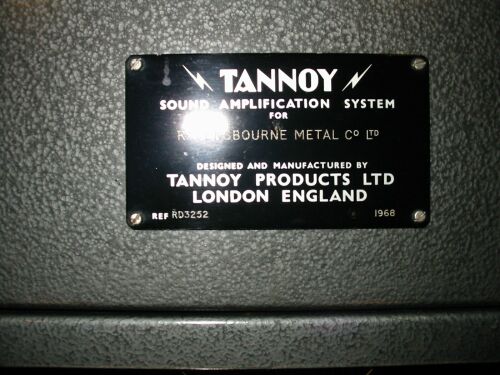 TANNOY
SOUND AMPLIFICATION SYSTEM
FOR
METAL Cº LTD
DESIGNED AND MANUFACTURED BY
TANNOY PRODUCTS LTD
LONDON ENGLAND
REF RD3252 1968